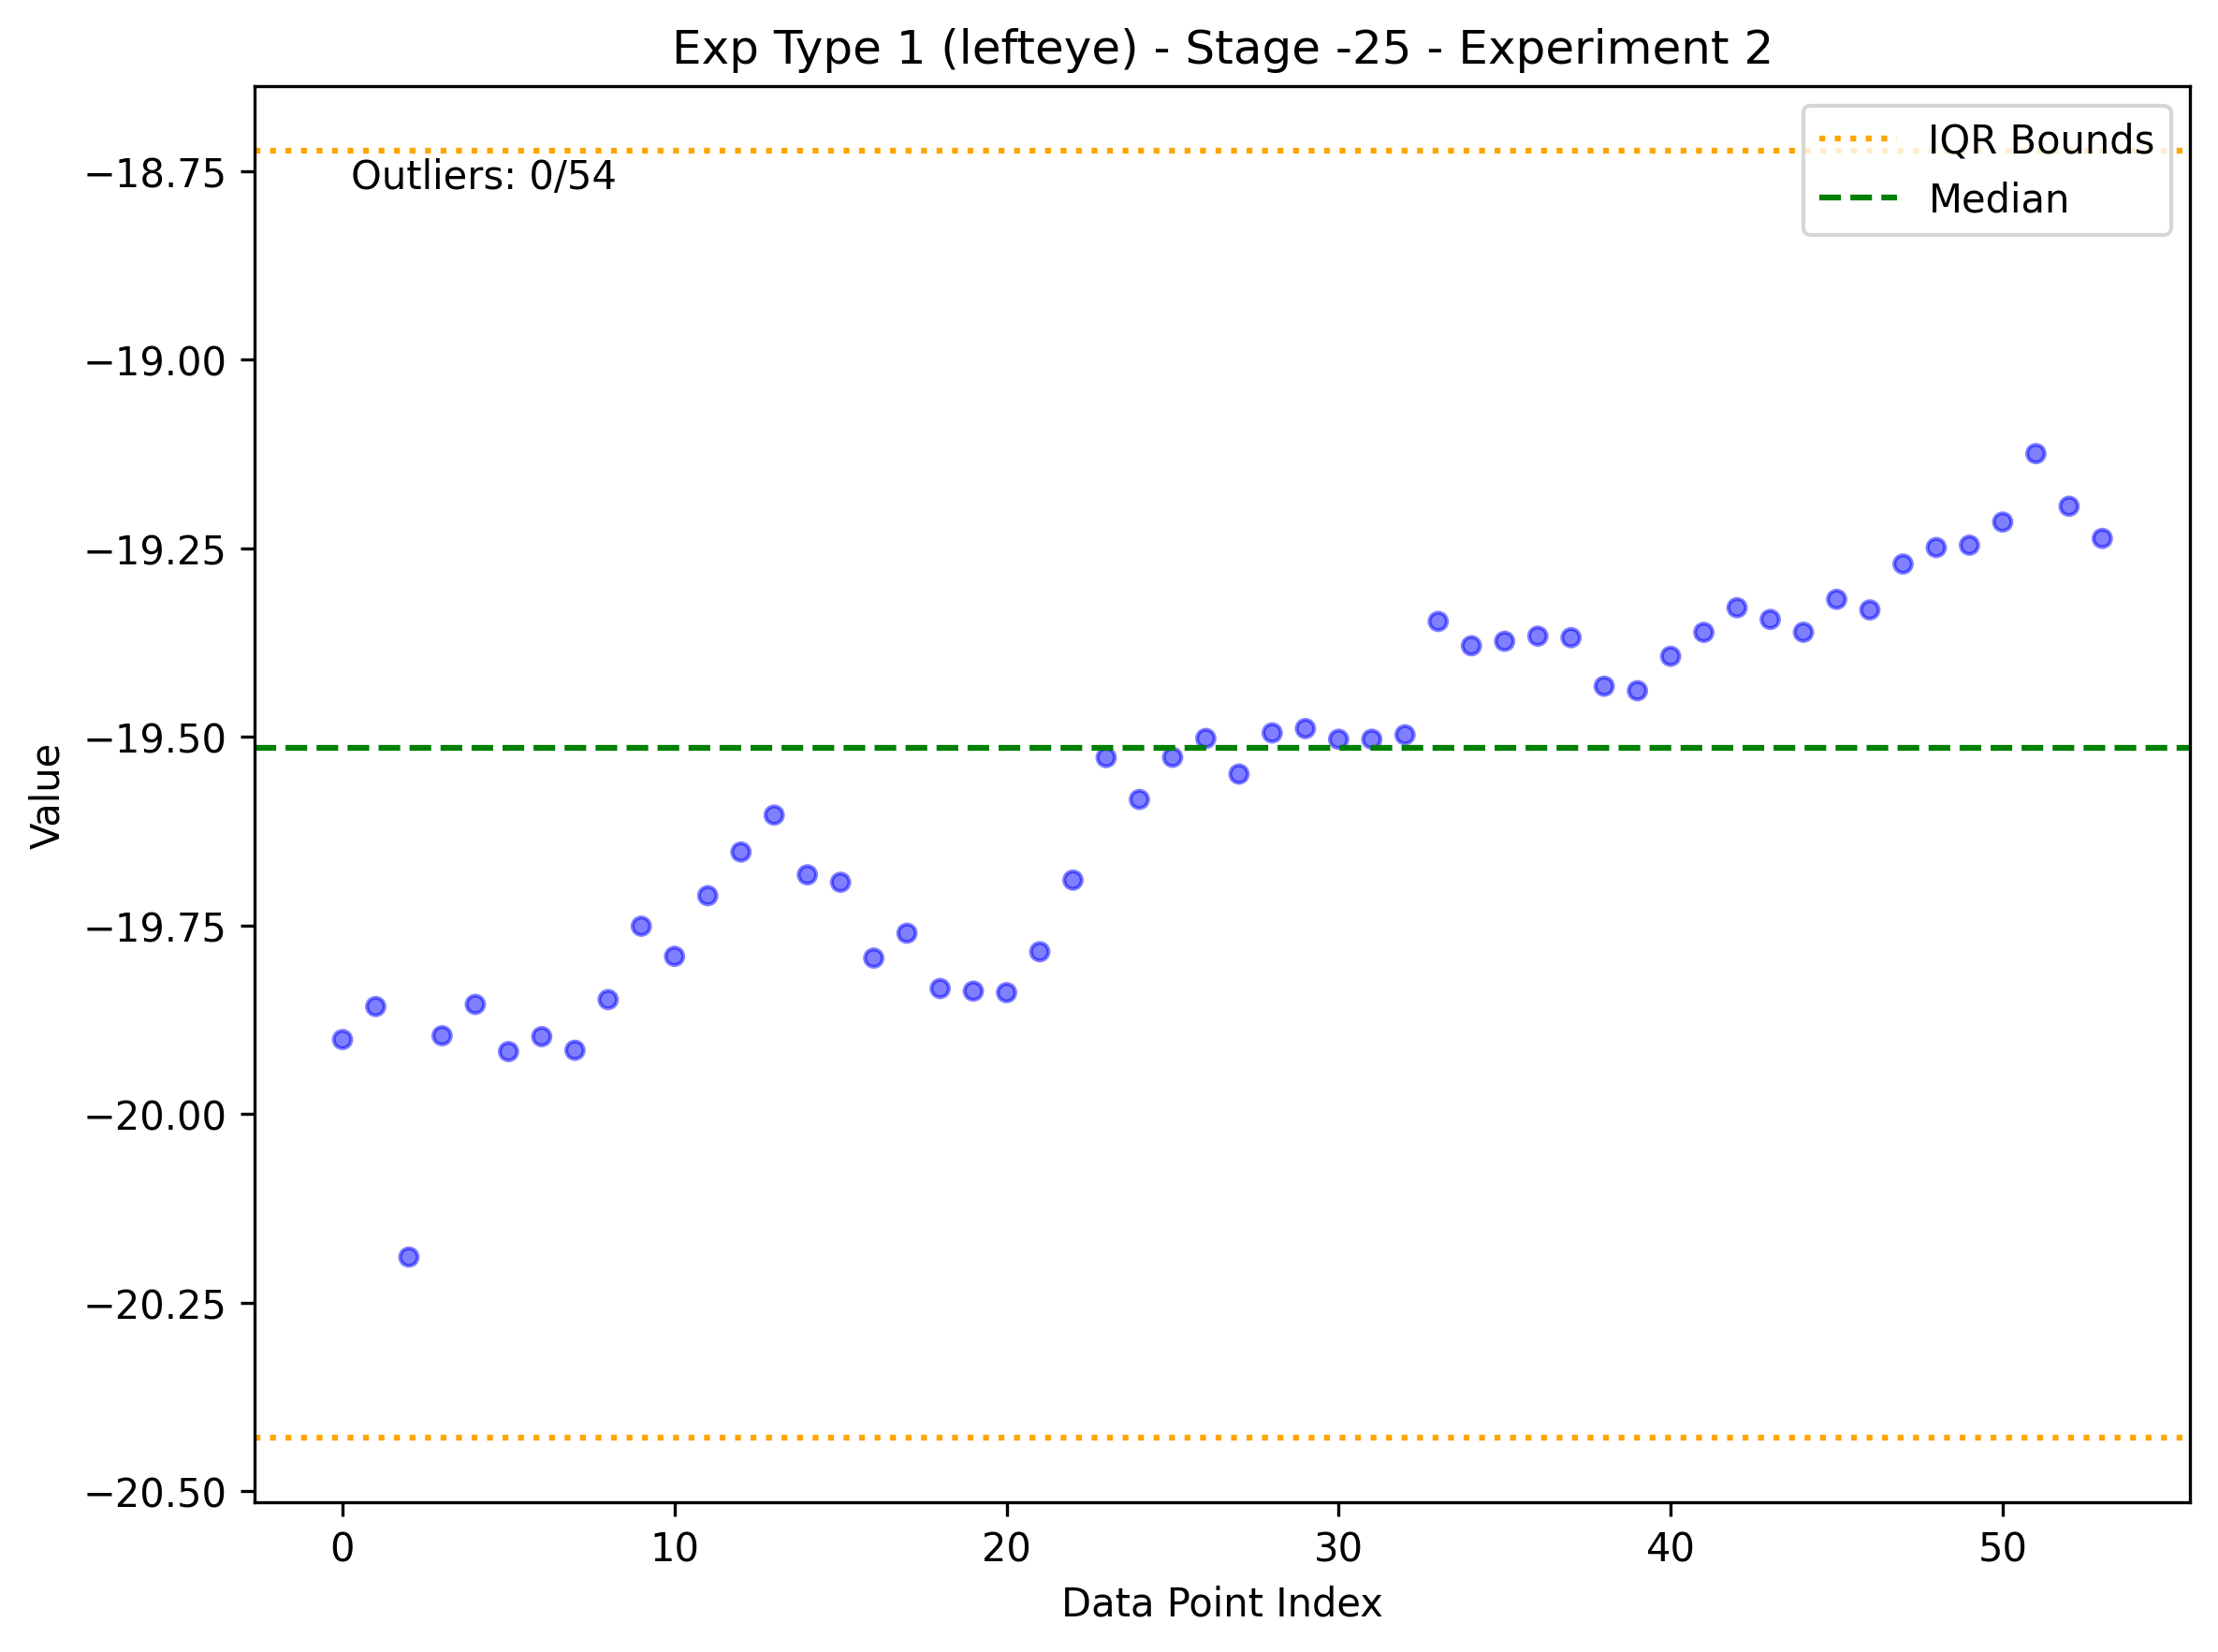 Exp Type 1 (lefteye) - Stage -25 - Experiment 2
IQR Bounds
Median
Outliers: 0/54
−18.75
−19.00
−19.25
−19.50
−19.75
−20.00
−20.25
−20.50
Value
0 10 20 30 40 50
Data Point Index